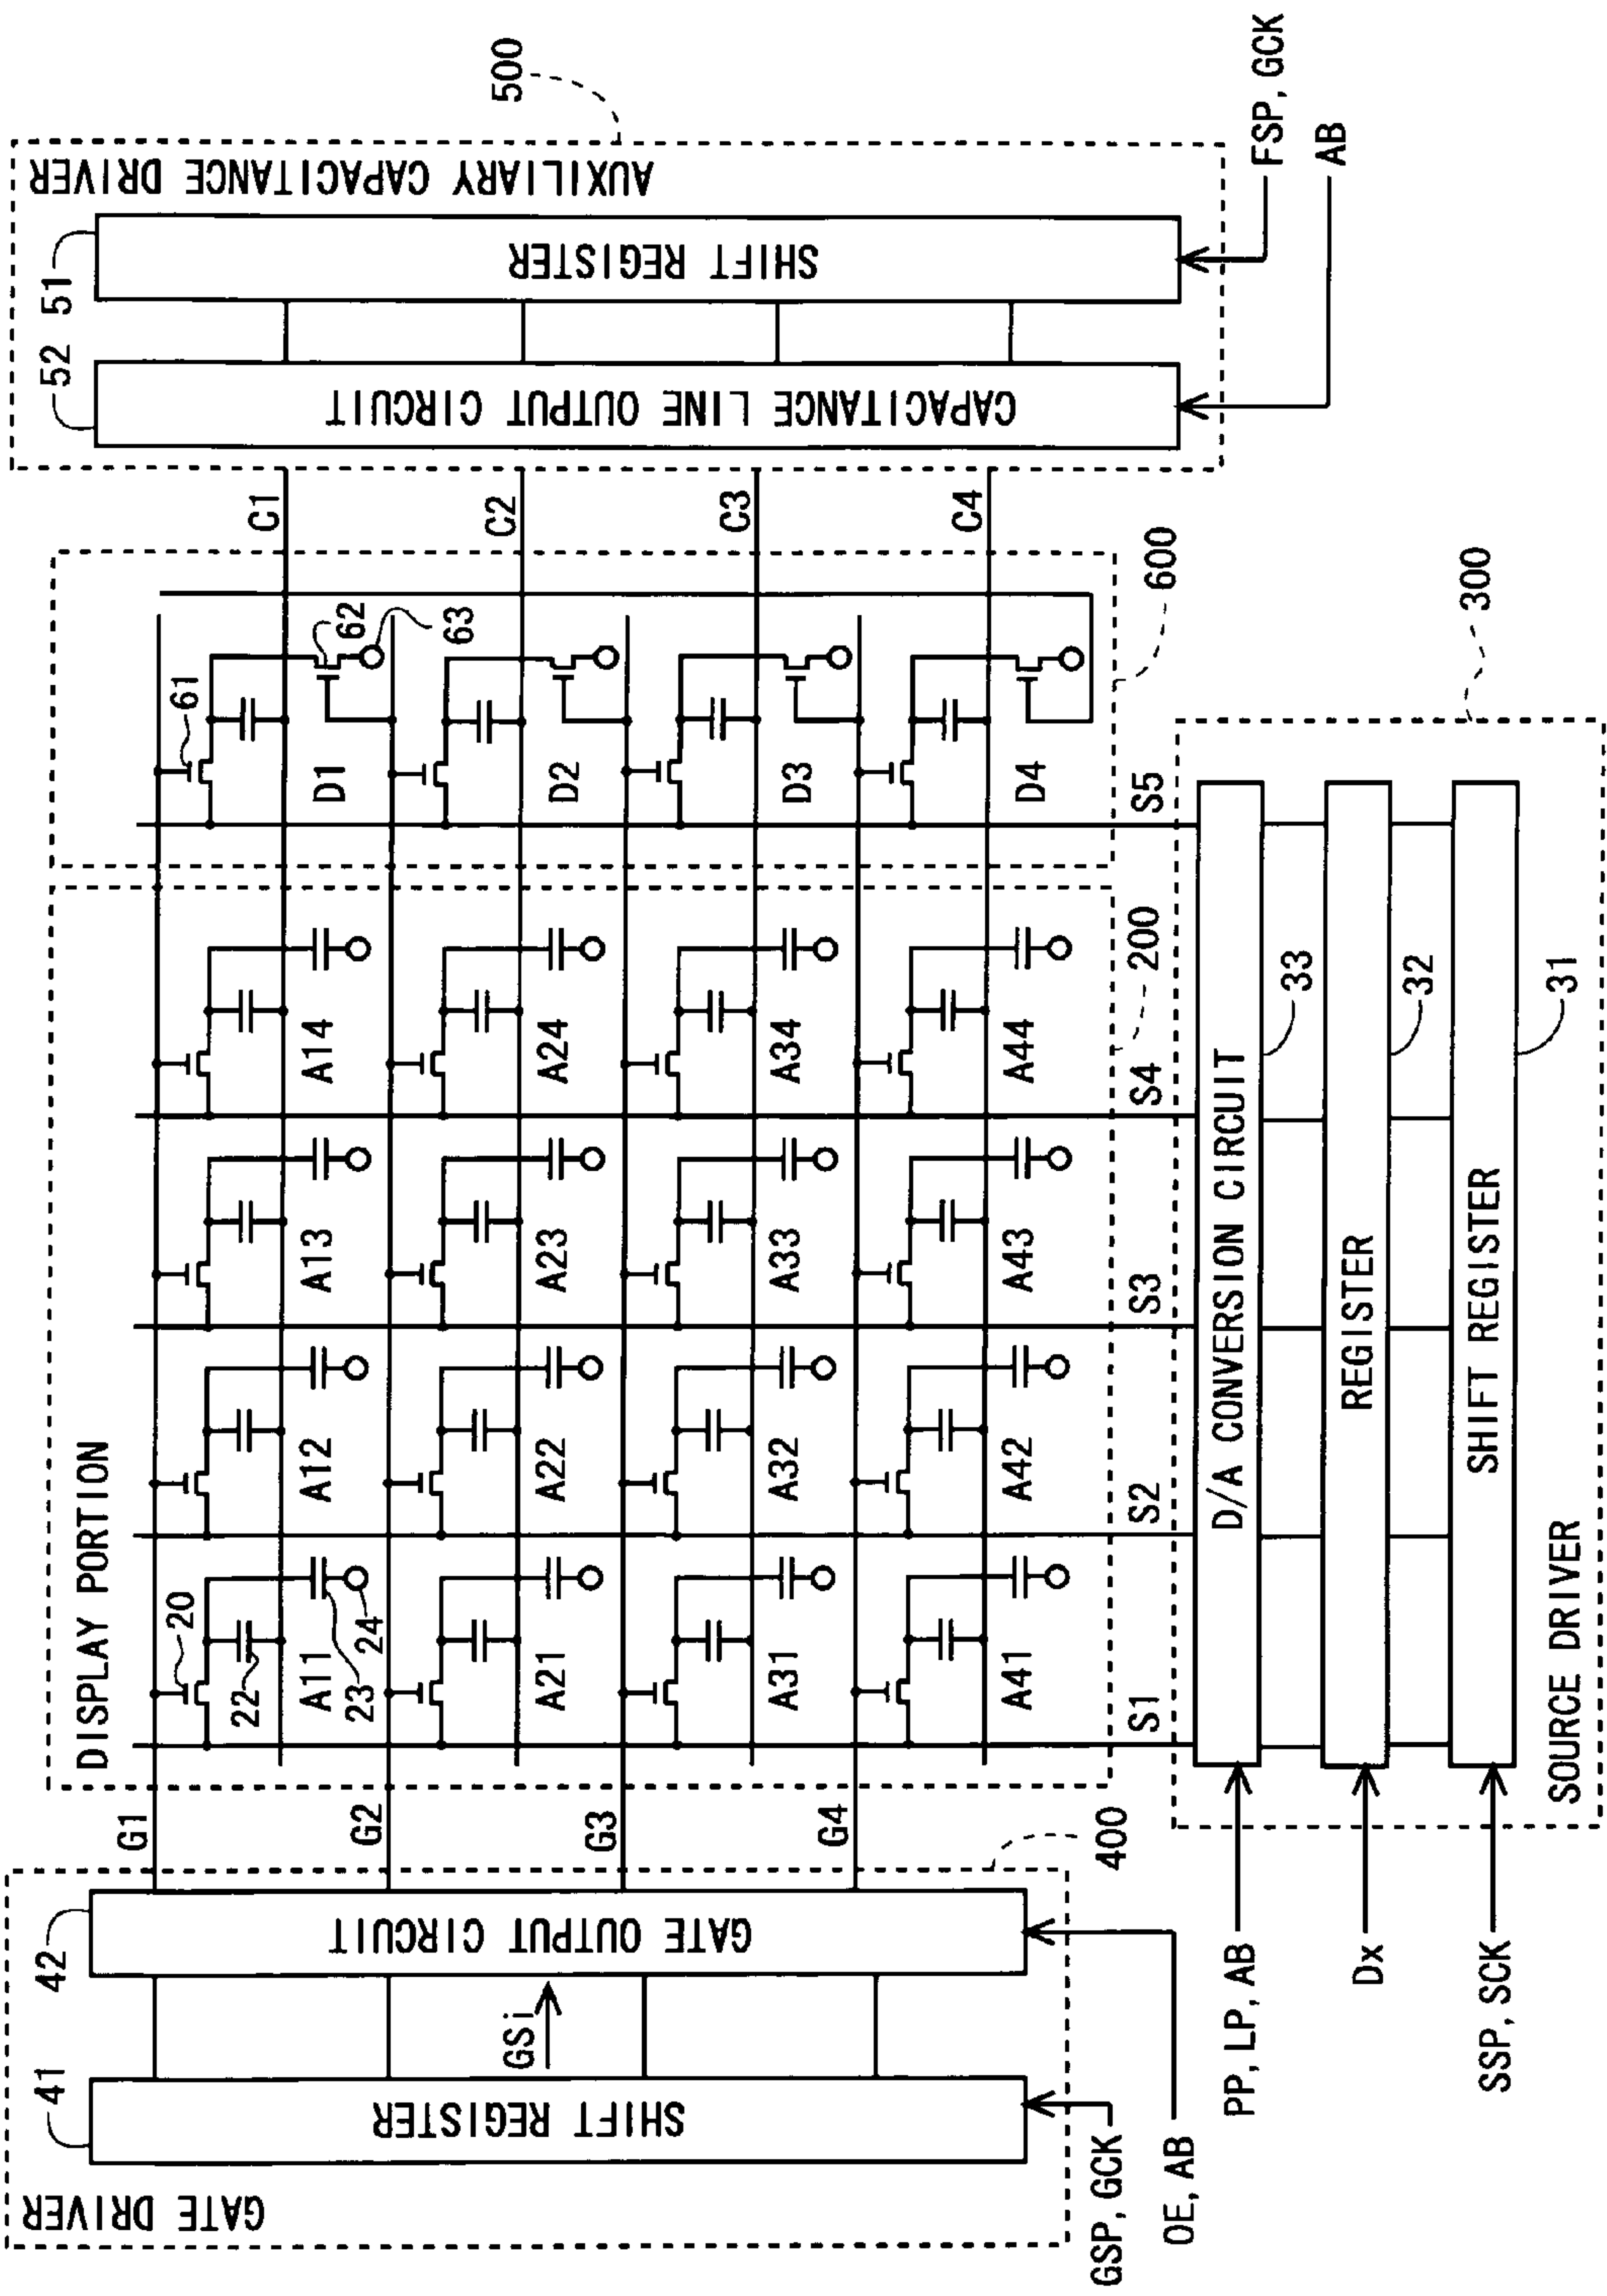 GATE DRIVER
41
SHIFT REGISTER
GSi
42
GATE OUTPUT CIRCUIT
400
GSP, GCK
OE, AB
G1
G2
G3
G4
DISPLAY PORTION
20
22
23
24
A11
A12
A13
A14
A21
A22
A23
A24
A31
A32
A33
A34
A41
A42
A43
A44
200
61
62
63
D1
D2
D3
D4
600
C1
C2
C3
C4
AUXILIARY CAPACITANCE DRIVER
500
52
CAPACITANCE LINE OUTPUT CIRCUIT
51
SHIFT REGISTER
FSP, GCK
AB
S1
S2
S3
S4
S5
300
D/A CONVERSION CIRCUIT
33
REGISTER
32
SHIFT REGISTER
31
SOURCE DRIVER
PP, LP, AB
Dx
SSP, SCK